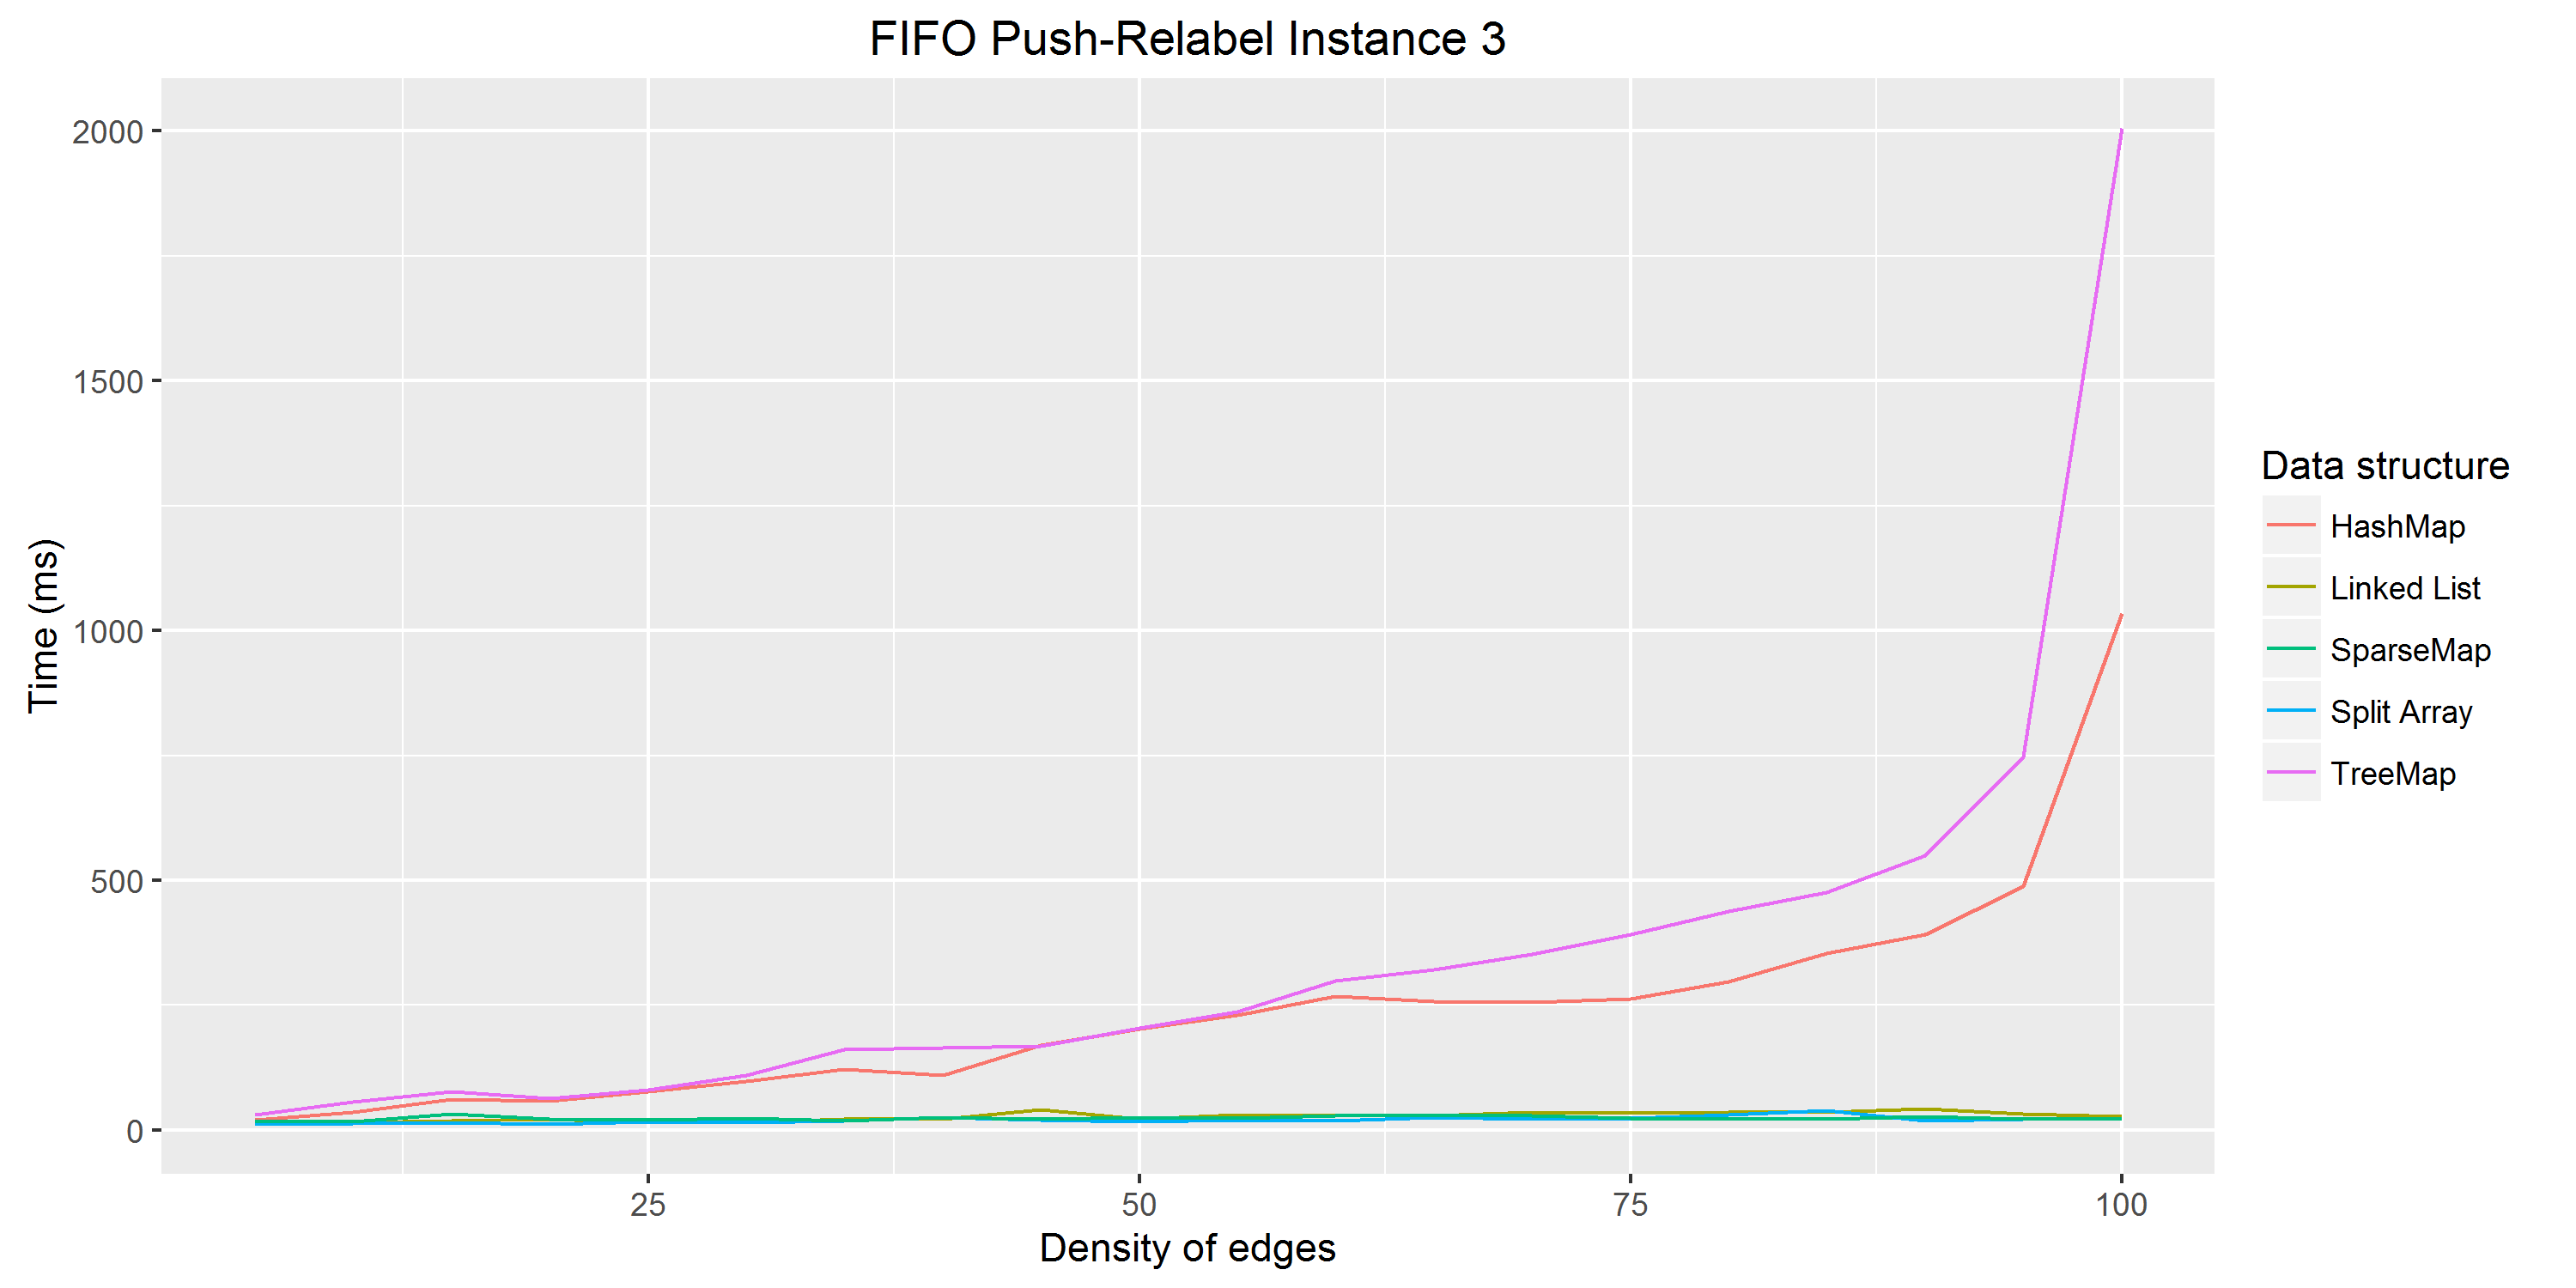 FIFO Push-Relabel Instance 3
Time (ms)
2000
1500
1000
500
0
25 50 75 100
Density of edges
Data structure
HashMap
Linked List
SparseMap
Split Array
TreeMap